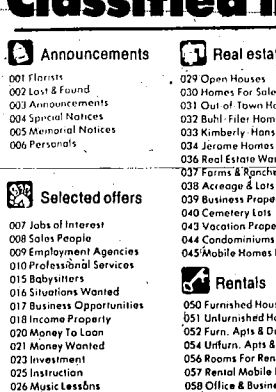 Classified
Announcements
001 Florists
002 Lost & Found
003 Announcements
004 Special Notices
005 Memorial Notices
006 Personals
Selected offers
007 Jobs of Interest
008 Sales People
009 Employment Agencies
010 Professional Services
015 Babysitters
016 Situations Wanted
017 Business Opportunities
018 Income Property
020 Money To Loan
021 Money Wanted
023 Investment
025 Instruction
026 Music Lessons
Real estat
029 Open Houses
030 Homes For Sale
031 Out of Town Ho
032 Buhl-Filer Hom
033 Kimberly-Hans
034 Jerome Homes
036 Real Estate Wan
037 Farms & Ranche
038 Acreage & Lots
039 Business Prope
040 Cemetery Lots
043 Vacation Prope
044 Condominiums
045 Mobile Homes
Rentals
050 Furnished Hous
051 Unfurnished Ho
052 Furn. Apts & Du
054 Unfurn. Apts &
056 Rooms For Ren
057 Rental Mobile
058 Office & Busine